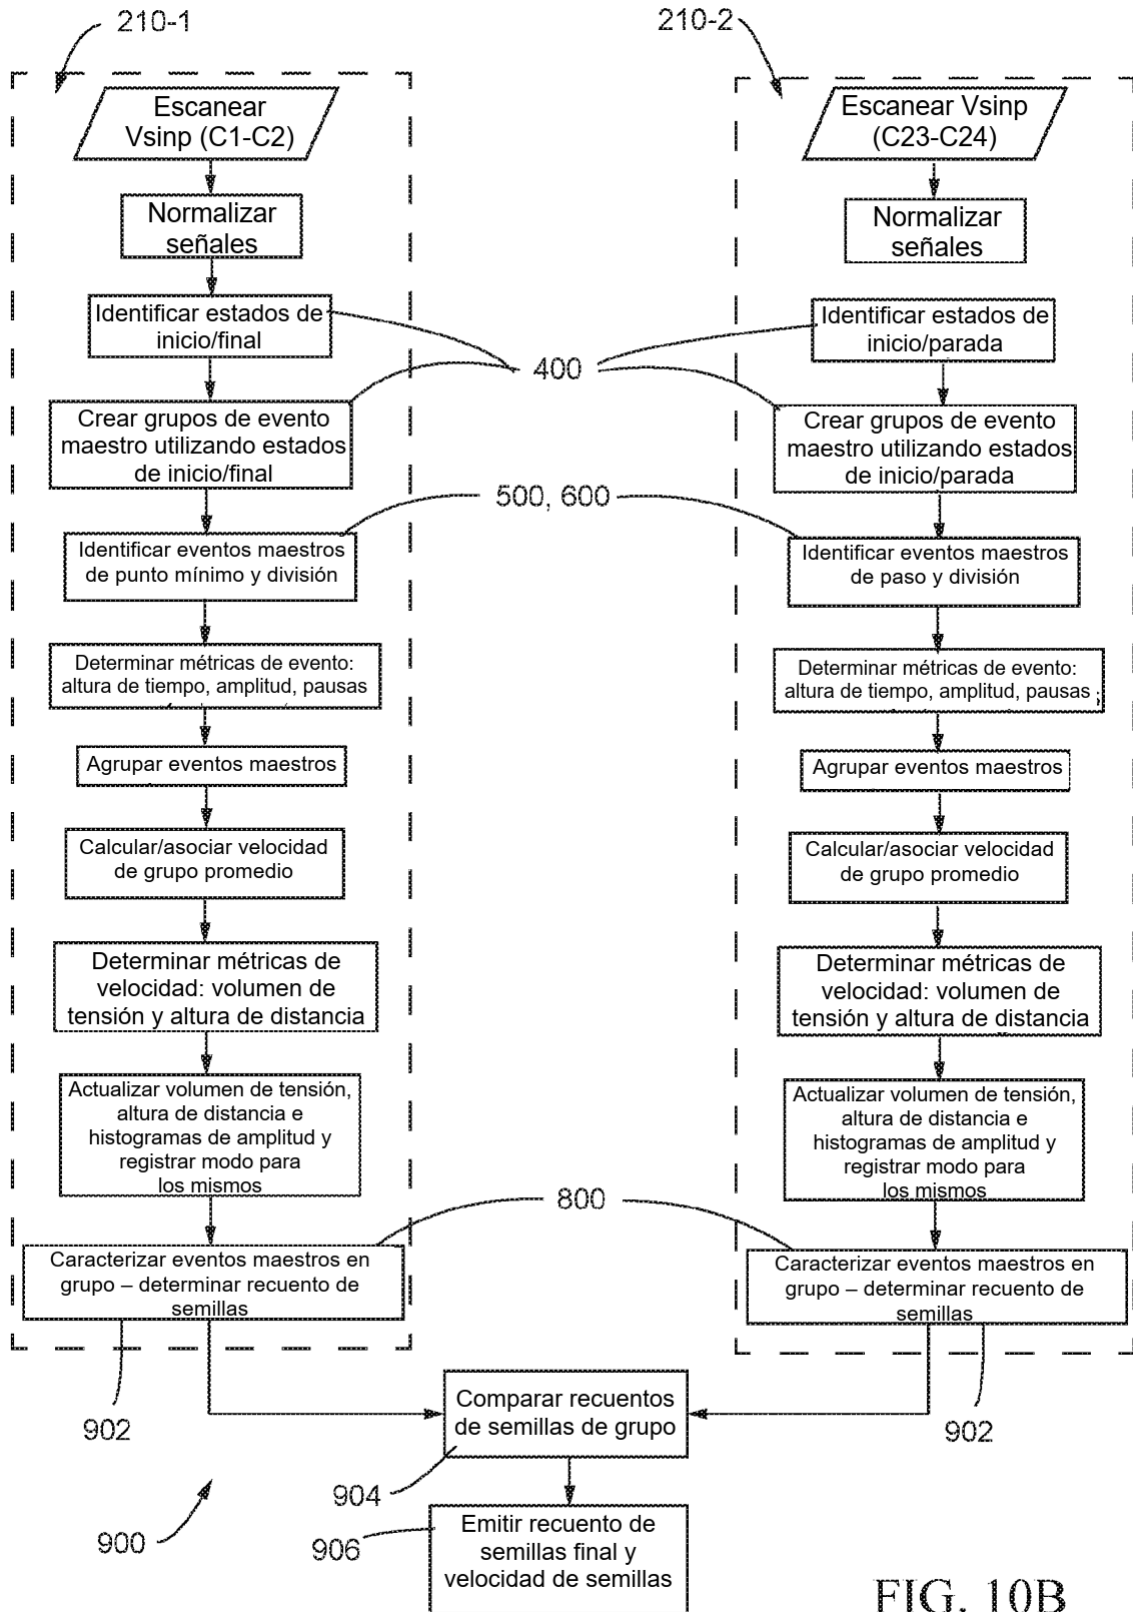 210-1
Escanear
Vsinp (C1-C2)
Normalizar
señales
Identificar estados de
inicio/final
Crear grupos de evento
maestro utilizando estados
de inicio/final
Identificar eventos maestros
de punto mínimo y división
Determinar métricas de evento:
altura de tiempo, amplitud, pausas
Agrupar eventos maestros
Calcular/asociar velocidad
de grupo promedio
Determinar métricas de
velocidad: volumen de
tensión y altura de distancia
Actualizar volumen de tensión,
altura de distancia e
histogramas de amplitud y
registrar modo para
los mismos
Caracterizar eventos maestros en
grupo – determinar recuento de
semillas
902
210-2
Escanear Vsinp
(C23-C24)
Normalizar
señales
Identificar estados de
inicio/parada
Crear grupos de evento
maestro utilizando estados
de inicio/parada
Identificar eventos maestros
de paso y división
Determinar métricas de evento:
altura de tiempo, amplitud, pausas ;
Agrupar eventos maestros
Calcular/asociar velocidad
de grupo promedio
Determinar métricas de
velocidad: volumen de
tensión y altura de distancia
Actualizar volumen de tensión,
altura de distancia e
histogramas de amplitud y
registrar modo para
los mismos
Caracterizar eventos maestros en
grupo – determinar recuento de
semillas
902
400
500, 600
800
Comparar recuentos
de semillas de grupo
904
Emitir recuento de
semillas final y
velocidad de semillas
906
900
FIG. 10B